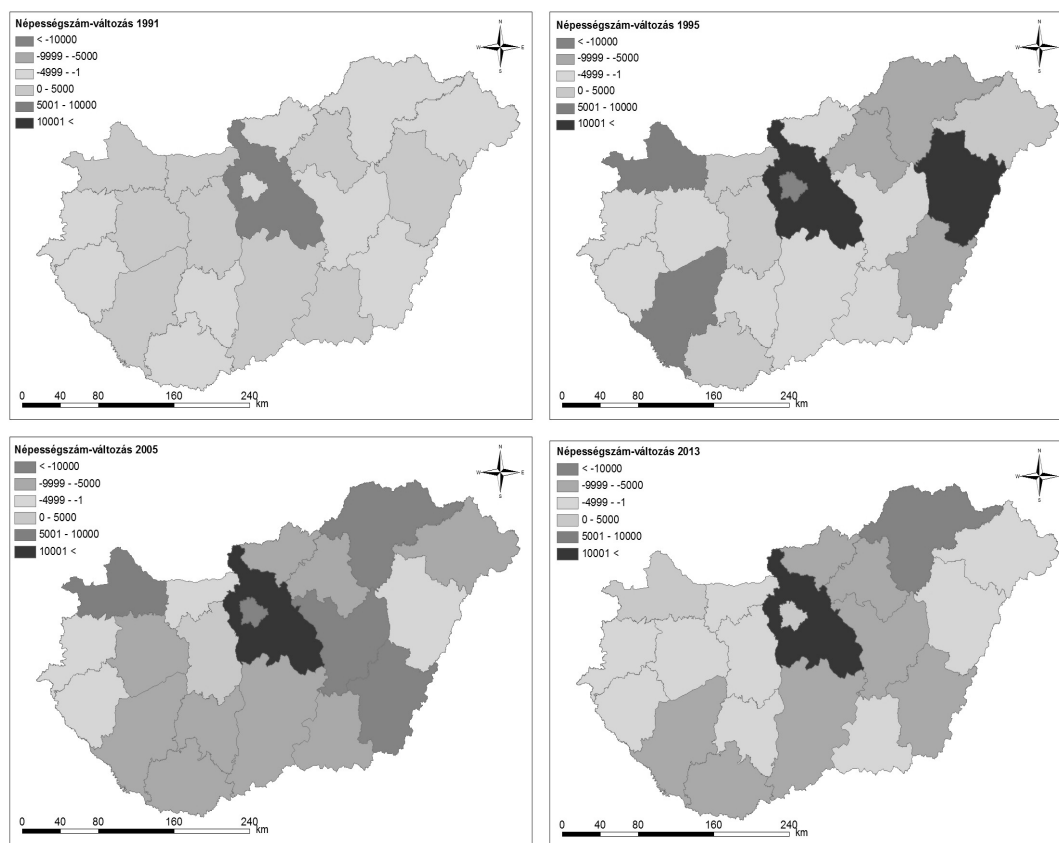 Népességszám-változás 1991
< -10000
-9999 - -5000
-4999 - -1
0 - 5000
5001 - 10000
10001 <
N
W
E
S
0 40 80 160 240
km
Népességszám-változás 1995
< -10000
-9999 - -5000
-4999 - -1
0 - 5000
5001 - 10000
10001 <
N
W
E
S
0 40 80 160 240
km
Népességszám-változás 2005
< -10000
-9999 - -5000
-4999 - -1
0 - 5000
5001 - 10000
10001 <
N
W
E
S
0 40 80 160 240
km
Népességszám-változás 2013
< -10000
-9999 - -5000
-4999 - -1
0 - 5000
5001 - 10000
10001 <
N
W
E
S
0 40 80 160 240
km